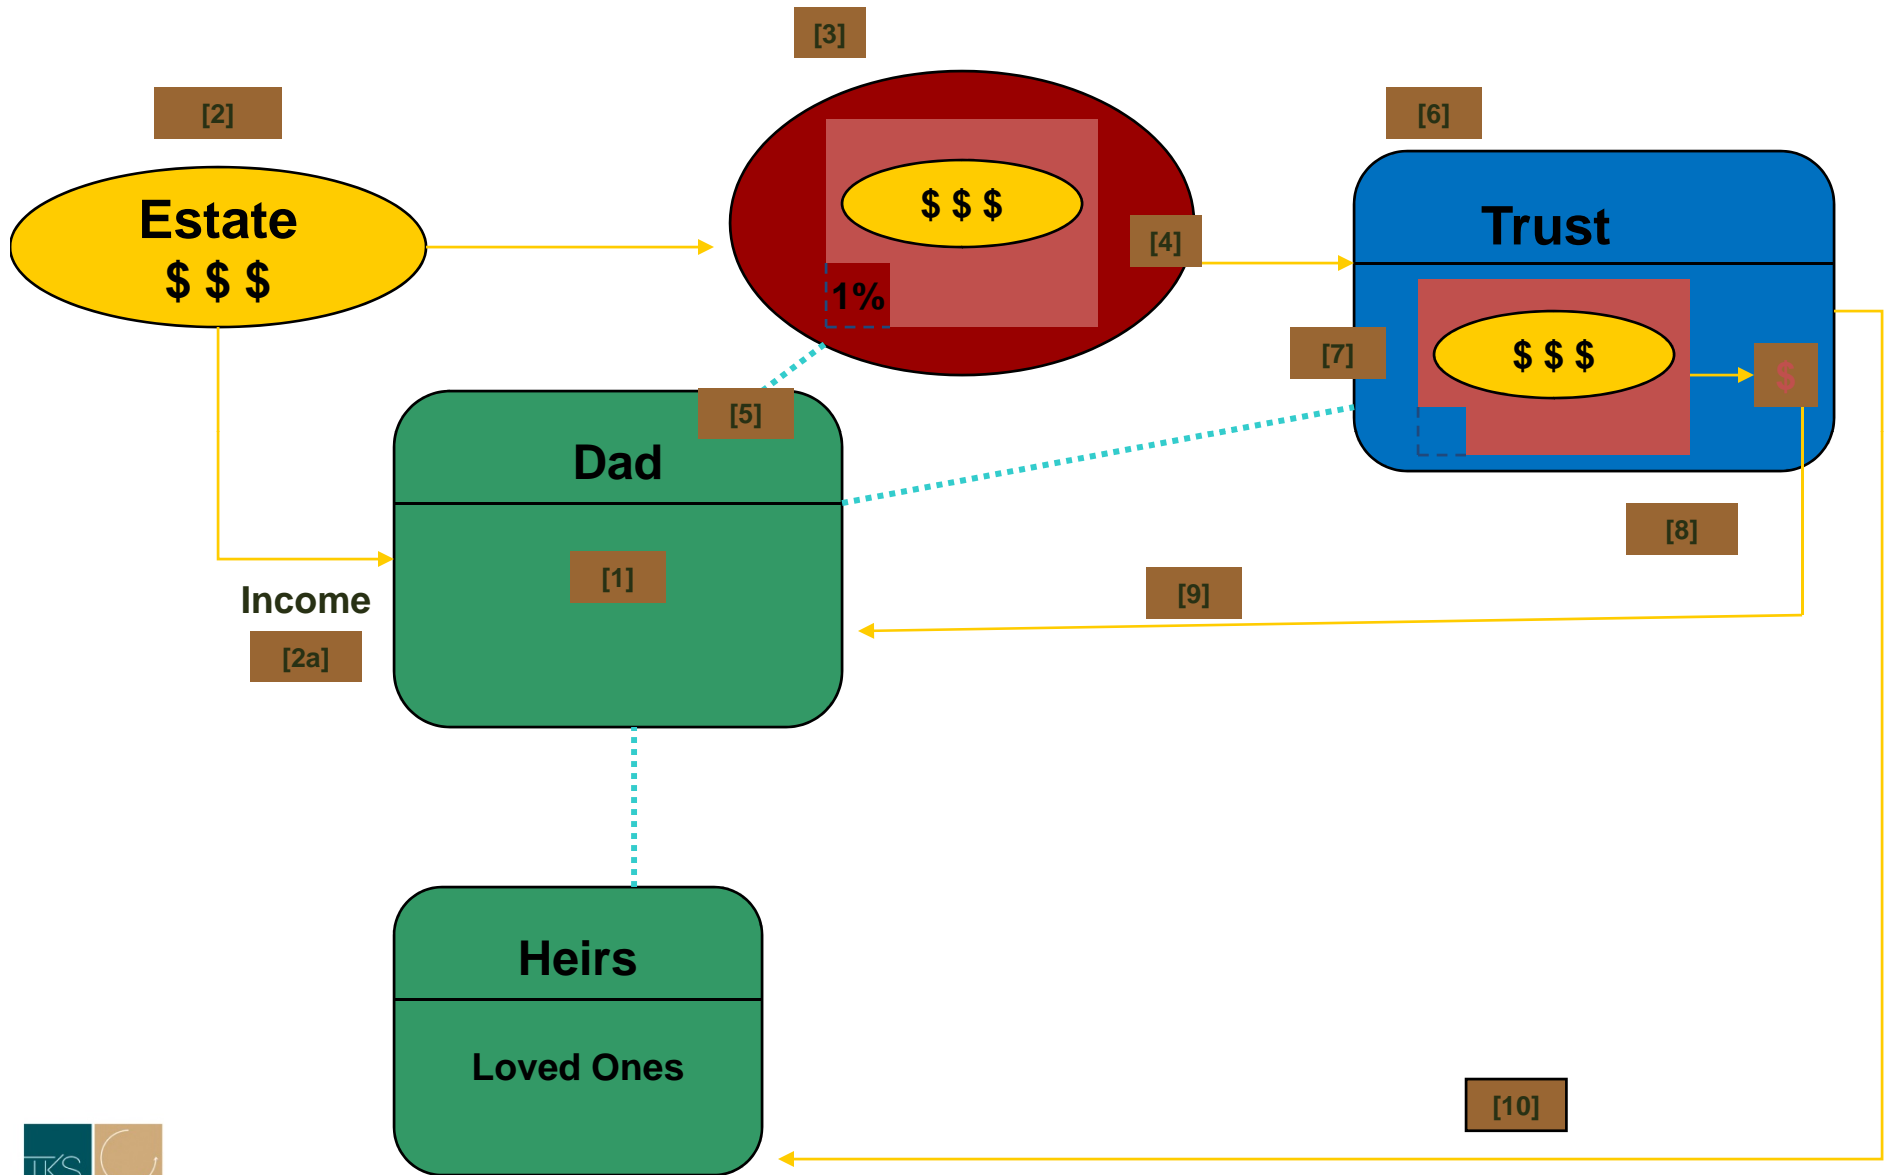 [3]
[2]
[6]
Estate
$ $ $
$ $ $
[4]
1%
Trust
[7]
$ $ $
$
[5]
Dad
[1]
Income
[2a]
[8]
[9]
Heirs
Loved Ones
[10]
TKS